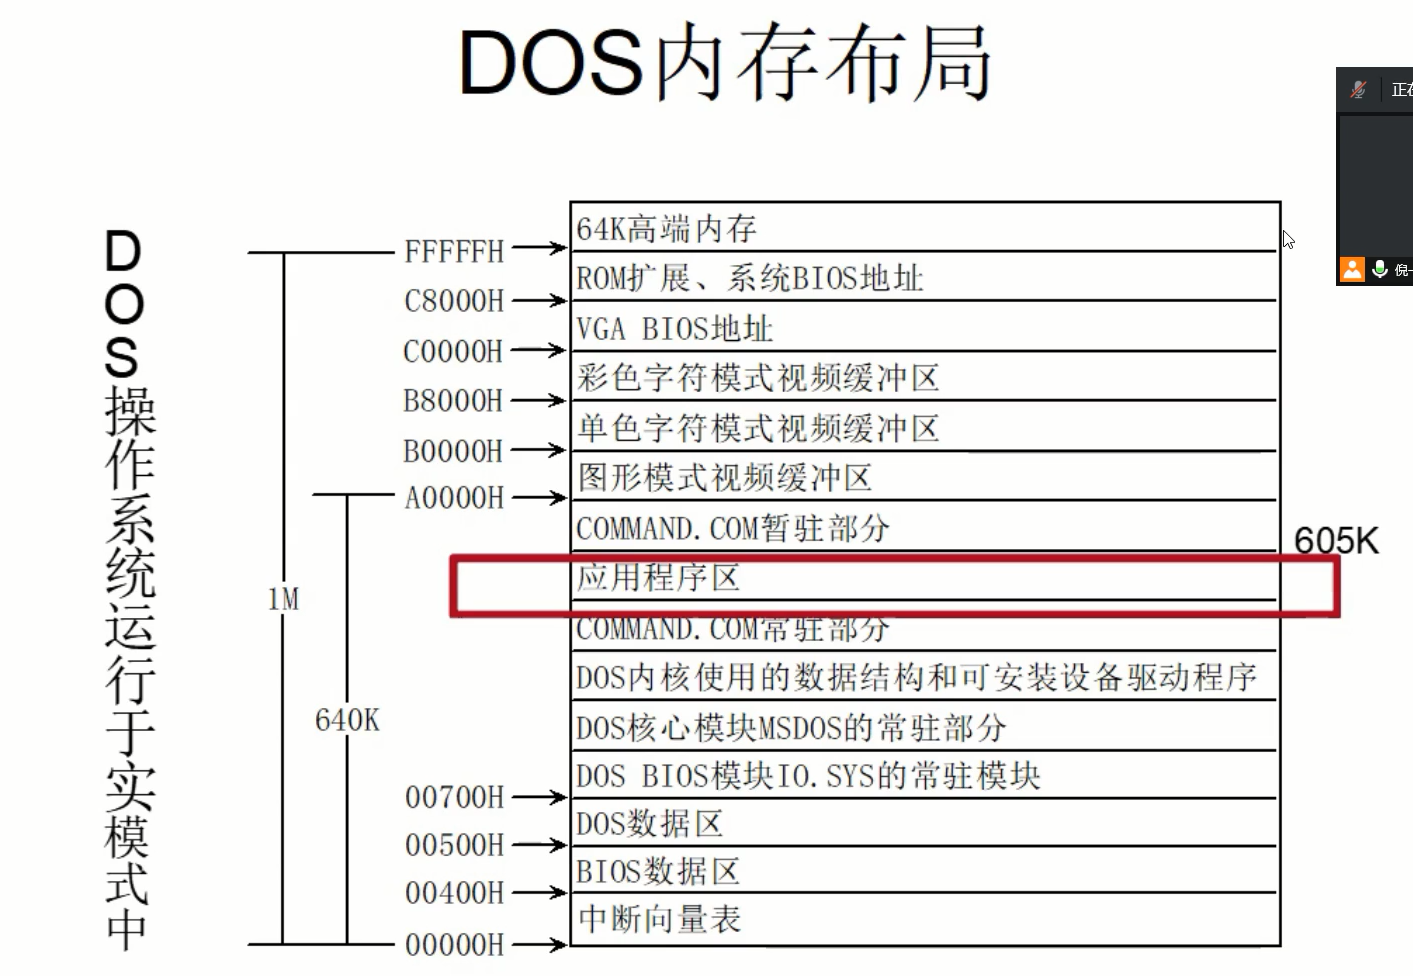 DOS内存布局
DOS操作系统运行于实模式中
64K高端内存
FFFFFH
ROM扩展、系统BIOS地址
C8000H
VGA BIOS地址
C0000H
彩色字符模式视频缓冲区
B8000H
单色字符模式视频缓冲区
B0000H
图形模式视频缓冲区
A0000H
COMMAND.COM暂驻部分
605K
应用程序区
1M
COMMAND.COM常驻部分
DOS内核使用的数据结构和可安装设备驱动程序
640K
DOS核心模块MSDOS的常驻部分
DOS BIOS模块IO.SYS的常驻模块
00700H
DOS数据区
00500H
BIOS数据区
00400H
中断向量表
00000H
正在
倪一